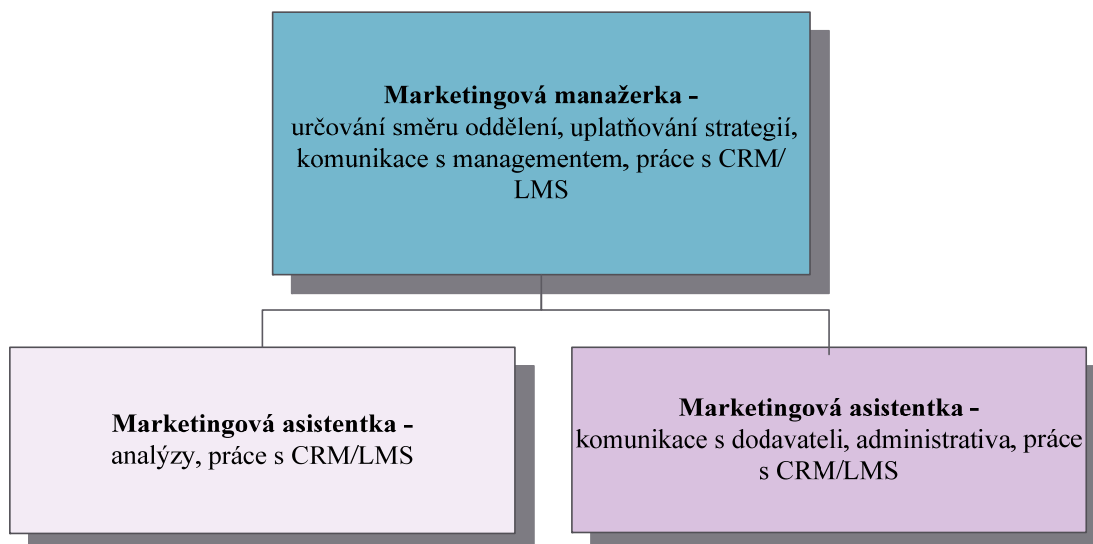 Marketingová manažerka -
určování směru oddělení, uplatňování strategií,
komunikace s managementem, práce s CRM/
LMS
Marketingová asistentka -
analýzy, práce s CRM/LMS
Marketingová asistentka -
komunikace s dodavateli, administrativa, práce
s CRM/LMS